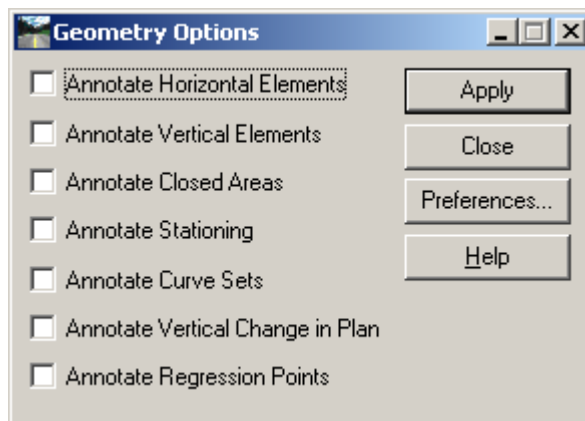 Geometry Options
Annotate Horizontal Elements
Annotate Vertical Elements
Annotate Closed Areas
Annotate Stationing
Annotate Curve Sets
Annotate Vertical Change in Plan
Annotate Regression Points
Apply
Close
Preferences...
Help